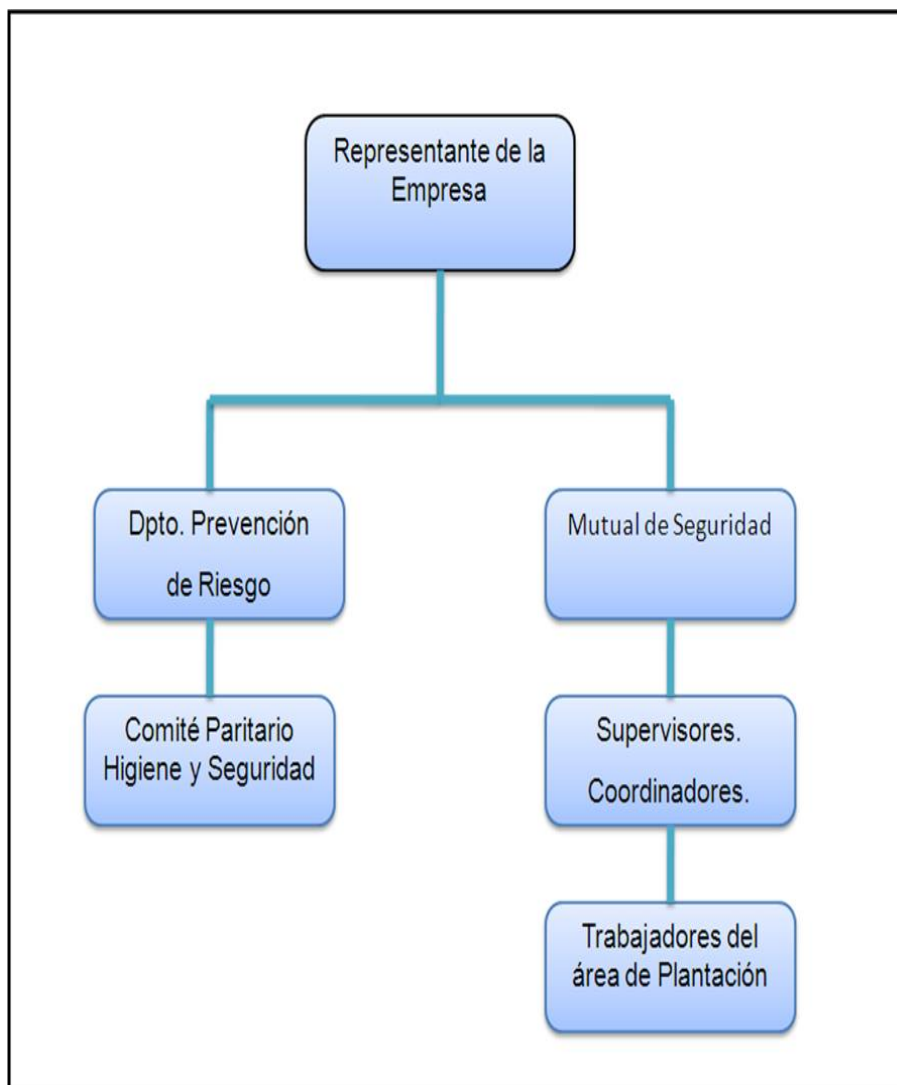 Representante de la
Empresa
Dpto. Prevención
de Riesgo
Mutual de Seguridad
Comité Paritario
Higiene y Seguridad
Supervisores.
Coordinadores.
Trabajadores del
área de Plantación